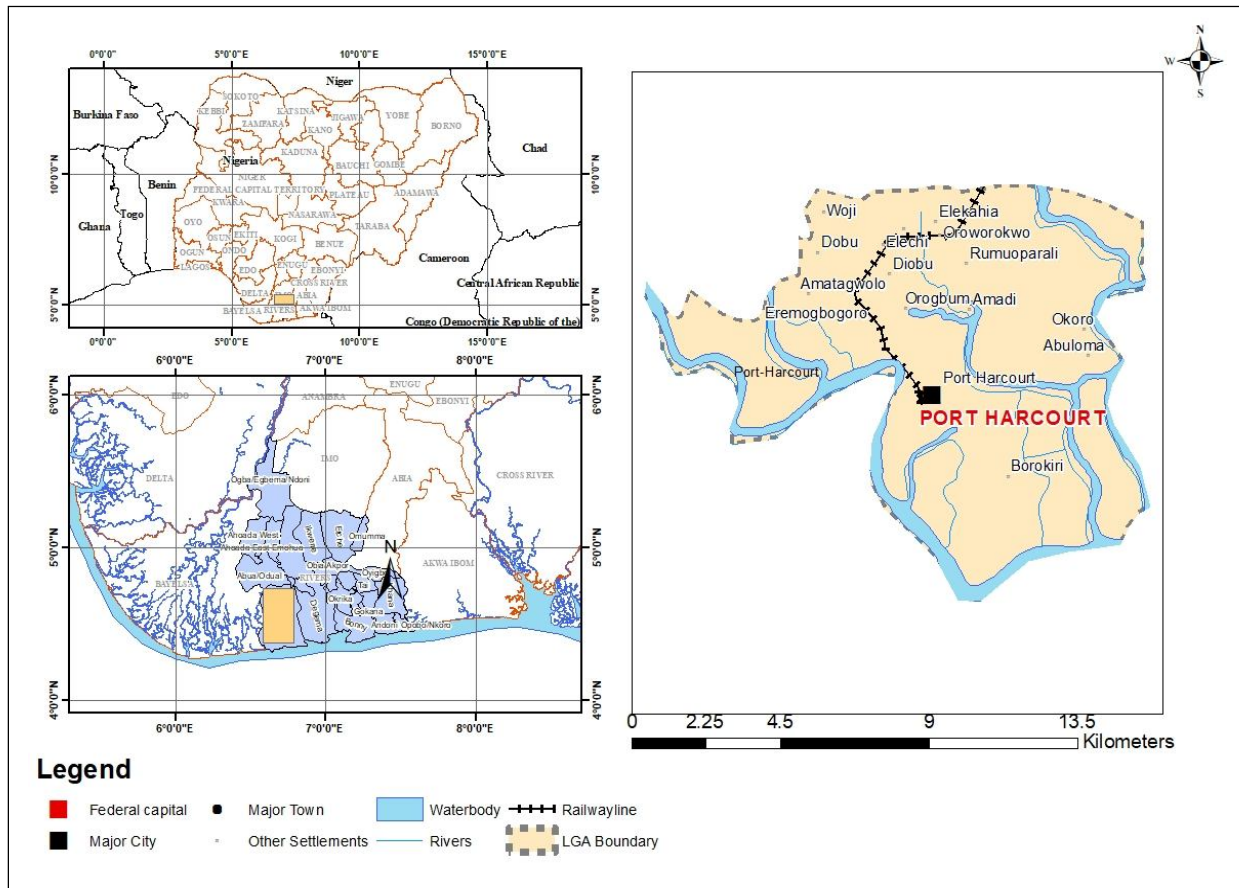 0°0'0" 5°0'0"E 10°0'0"E 15°0'0"E
Niger
SOKOTO
KEBBI
KATSINA
ZAMFARA
JIGAWA
YOBE
KANO
BORNO
Burkina Faso
Chad
KADUNA
Nigeria
BAUCHI
GOMBE
NIGER
Benin
FEDERAL CAPITAL TERRITORY
PLATEAU
ADAMAWA
KWARA
Togo
Ghana
NASARAWA
OYO
TARABA
OSUN
EKITI
KOGI
BENUE
OGUN
ONDO
LAGOS
EDO
ENUGU
EBONYI
Cameroon
CROSS RIVER
Central African Republic
DELTA
ABIA
BAYELSA
RIVERS
AKWA IBOM
Congo (Democratic Republic of the)
10°0'0"N
10°0'0"N
5°0'0"N
5°0'0"N
0°0'0" 5°0'0"E 10°0'0"E 15°0'0"E
6°0'0"E 7°0'0"E 8°0'0"E
6°0'0"N
6°0'0"N
5°0'0"N
5°0'0"N
4°0'0"N
4°0'0"N
EDO
ENUGU
ANAMBRA
EBONYI
IMO
DELTA
ABIA
CROSS RIVER
Ogba/Egbema/Ndoni
Ahoada West
Ahoada East
Emohua
Ikwerre
Etche
Omumma
N
Obia/Akpor
Oyigbo
AKWA IBOM
BAYELSA
Abua/Odual
RIVERS
Tai
Khana
Okrika
Degema
Gokana
Bonny
Andoni
Opobo/Nkoro
6°0'0"E 7°0'0"E 8°0'0"E
N
W E
S
Woji
Elekahia
Dobu
Elechi
Oroworokwo
Diobu
Rumuoparali
Amatagwolo
Orogbum
Amadi
Eremogbogoro
Okoro
Abuloma
Port-Harcourt
Port Harcourt
PORT HARCOURT
Borokiri
0 2.25 4.5 9 13.5
Kilometers
Legend
Federal capital
Major Town
Waterbody
Railwayline
Major City
Other Settlements
Rivers
LGA Boundary